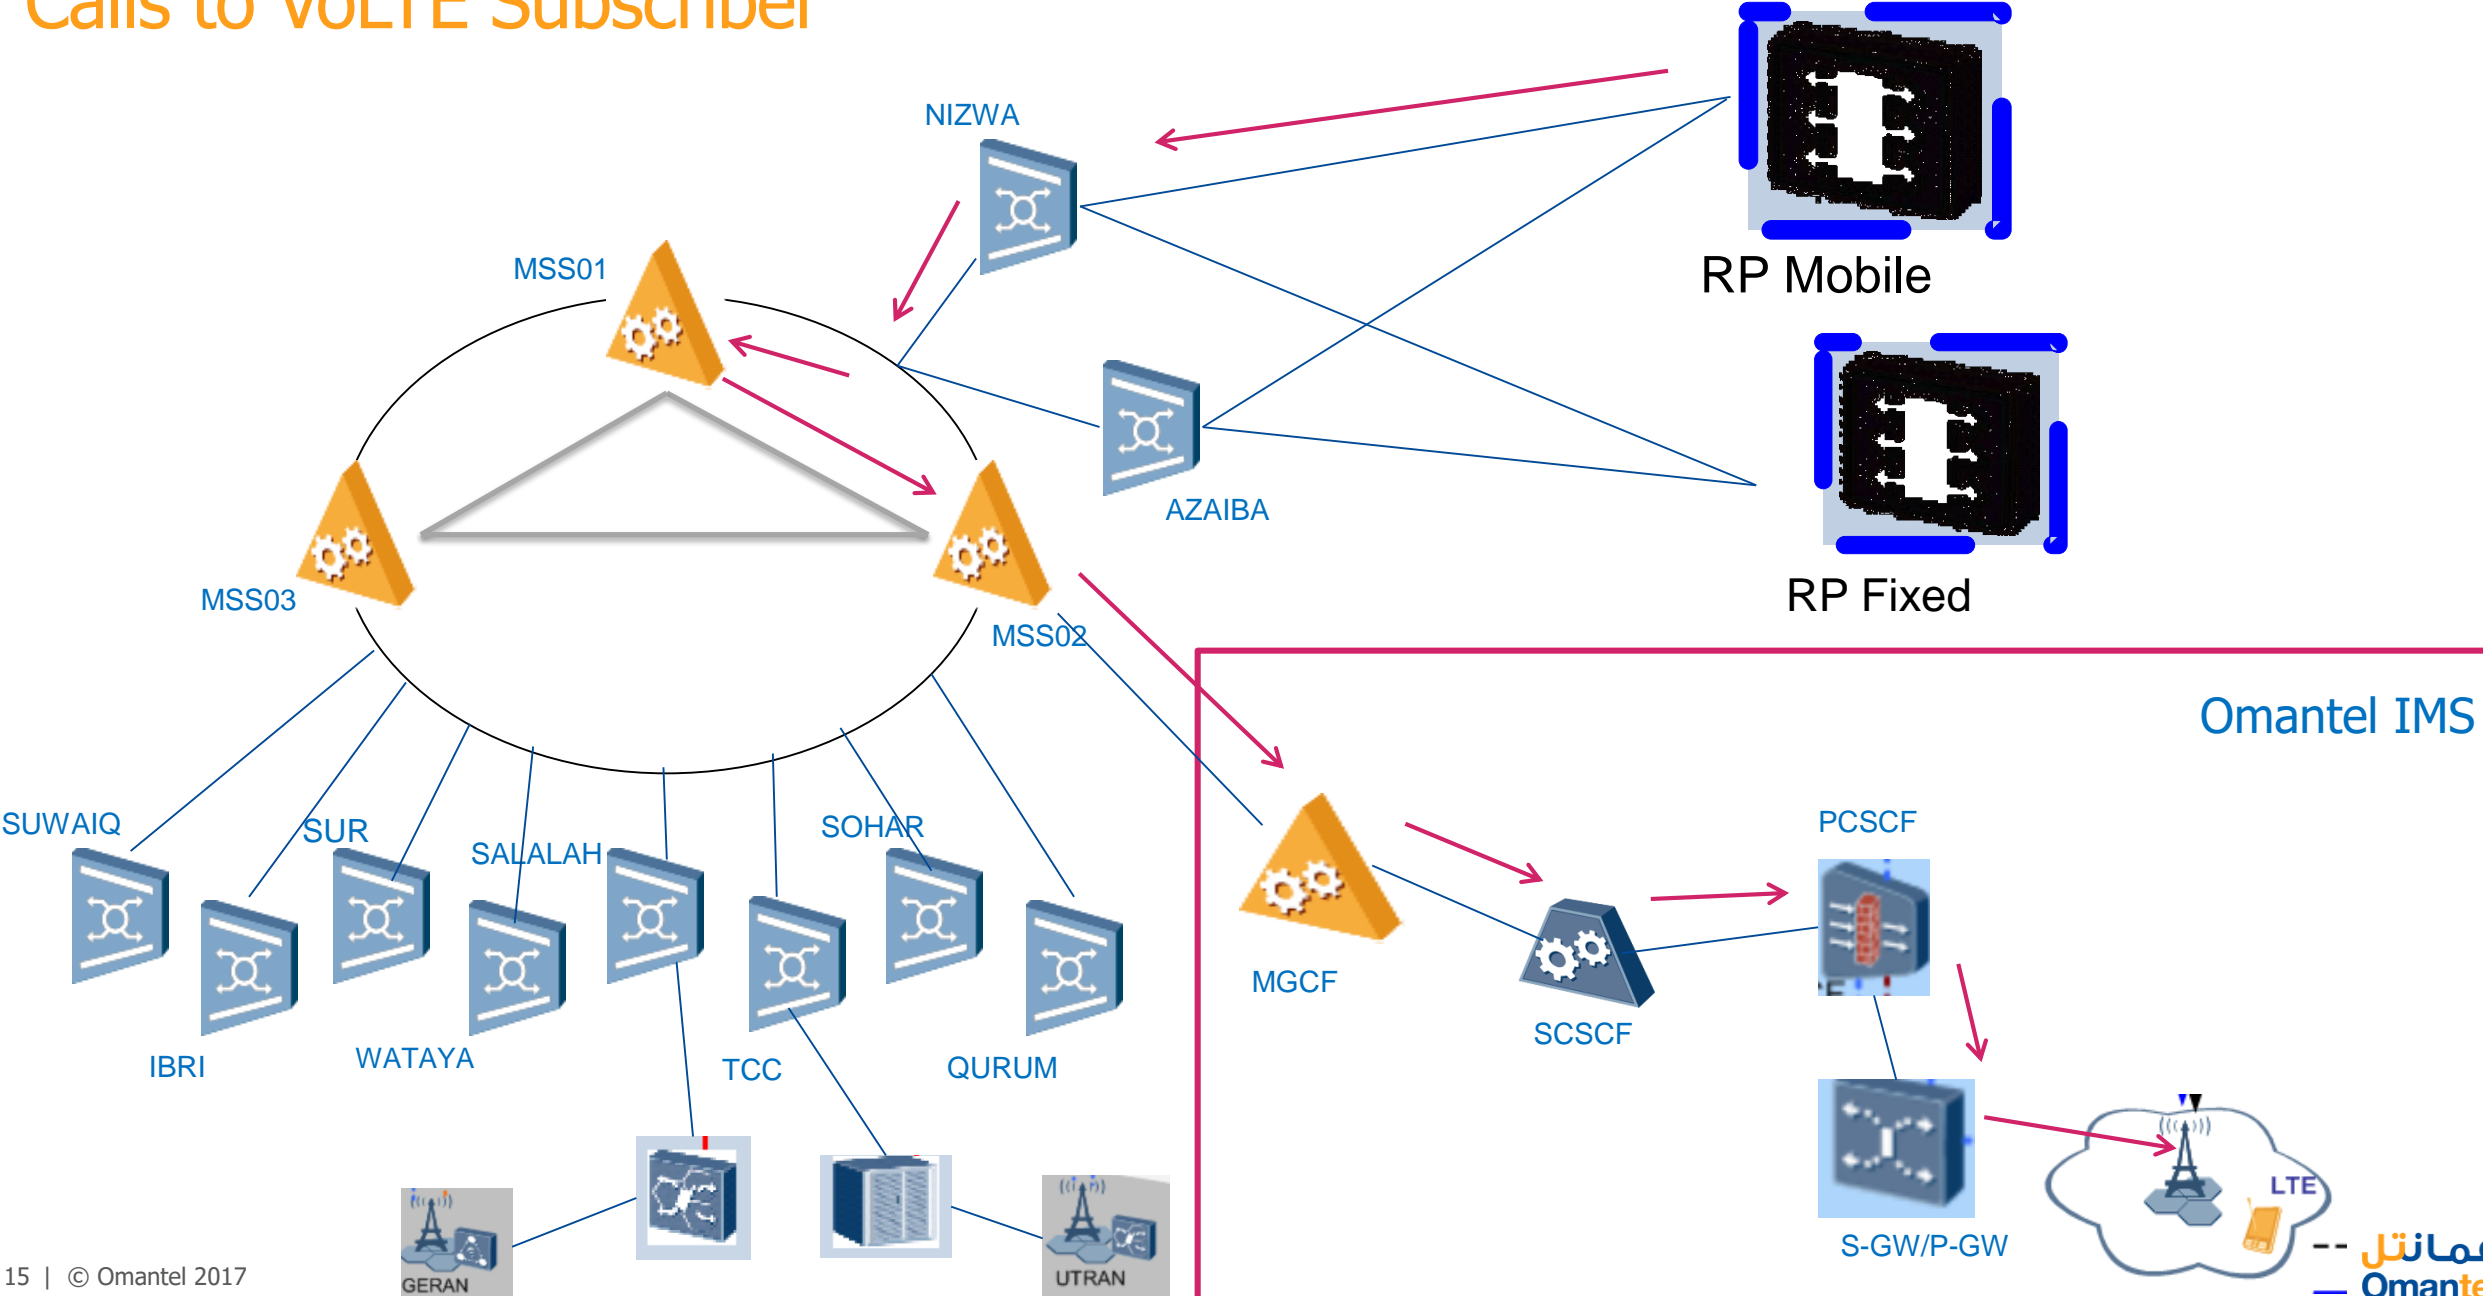 Calls to VoLTE Subscriber
NIZWA
MSS01
RP Mobile
AZAIBA
RP Fixed
MSS03
MSS02
Omantel IMS
SUWAIQ
SUR
SALALAH
SOHAR
PCSCF
MGCF
SCSCF
IBRI
WATAYA
TCC
QURUM
LTE
S-GW/P-GW
GERAN
UTRAN
15 | © Omantel 2017